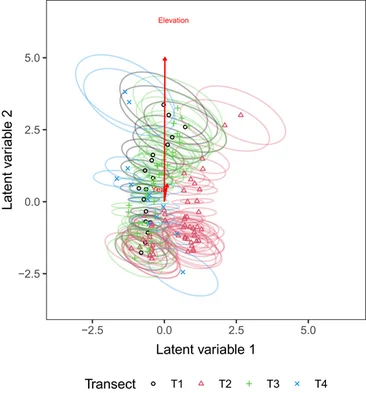 Elevation
5.0
2.5
0.0
−2.5
Latent variable 2
−2.5 0.0 2.5 5.0
Latent variable 1
Transect T1 T2 T3 T4